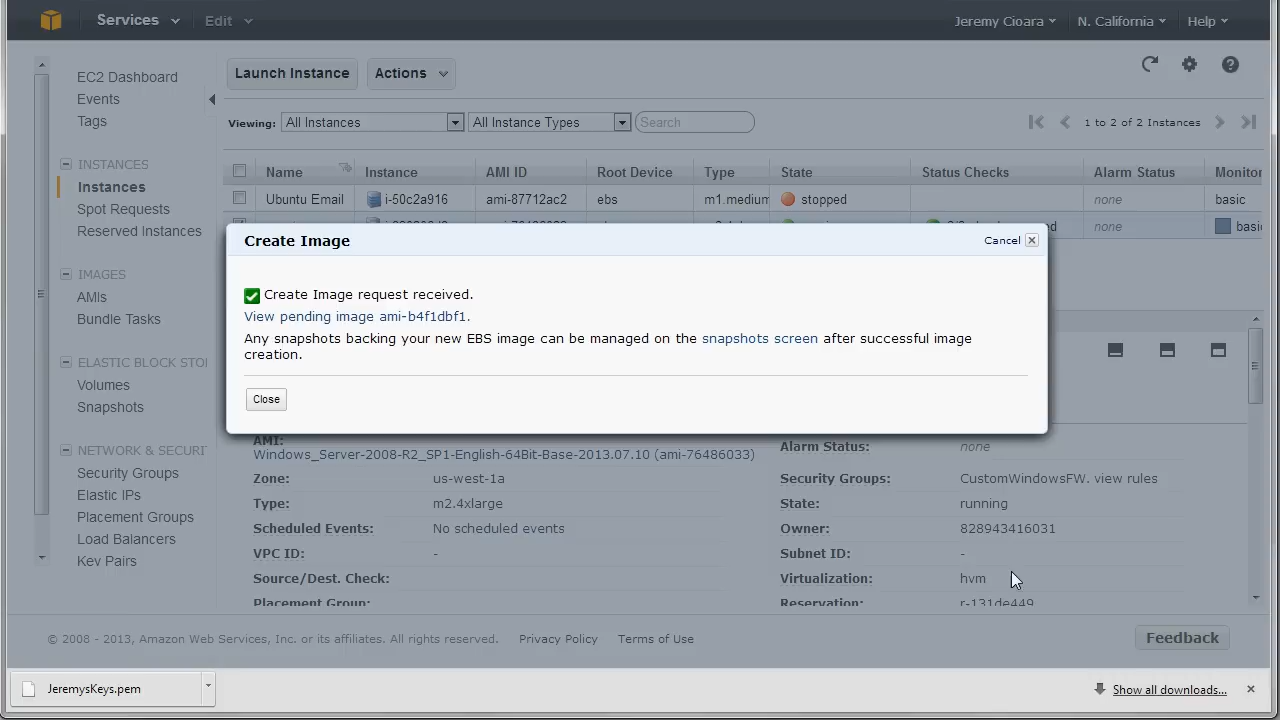 Services Edit Jeremy Cioara N. California Help
EC2 Dashboard
Events
Tags
INSTANCES
Instances
Spot Requests
Reserved Instances
IMAGES
AMIs
Bundle Tasks
ELASTIC BLOCK STO
Volumes
Snapshots
NETWORK & SECURIT
Security Groups
Elastic IPs
Placement Groups
Load Balancers
Key Pairs
Launch Instance Actions
Viewing: All Instances All Instance Types Search 1 to 2 of 2 Instances
Name Instance AMI ID Root Device Type State Status Checks Alarm Status Monitor
Ubuntu Email i-50c2a916 ami-87712ac2 ebs m1.medium stopped none basic
none basi
Create Image Cancel
Create Image request received.
View pending image ami-b4f1dbf1.
Any snapshots backing your new EBS image can be managed on the snapshots screen after successful image
creation.
Close
AMI: Alarm Status: none
Windows_Server-2008-R2_SP1-English-64Bit-Base-2013.07.10 (ami-76486033)
Zone: us-west-1a Security Groups: CustomWindowsFW. view rules
Type: m2.4xlarge State: running
Scheduled Events: No scheduled events Owner: 828943416031
VPC ID: - Subnet ID: -
Source/Dest. Check: Virtualization: hvm
Placement Group: Reservation: r-131de449
© 2008 - 2013, Amazon Web Services, Inc. or its affiliates. All rights reserved. Privacy Policy Terms of Use Feedback
JeremysKeys.pem Show all downloads...